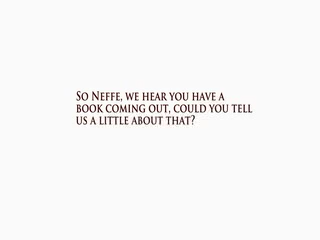 So Neffe, we hear you have a
book coming out, could you tell
us a little about that?